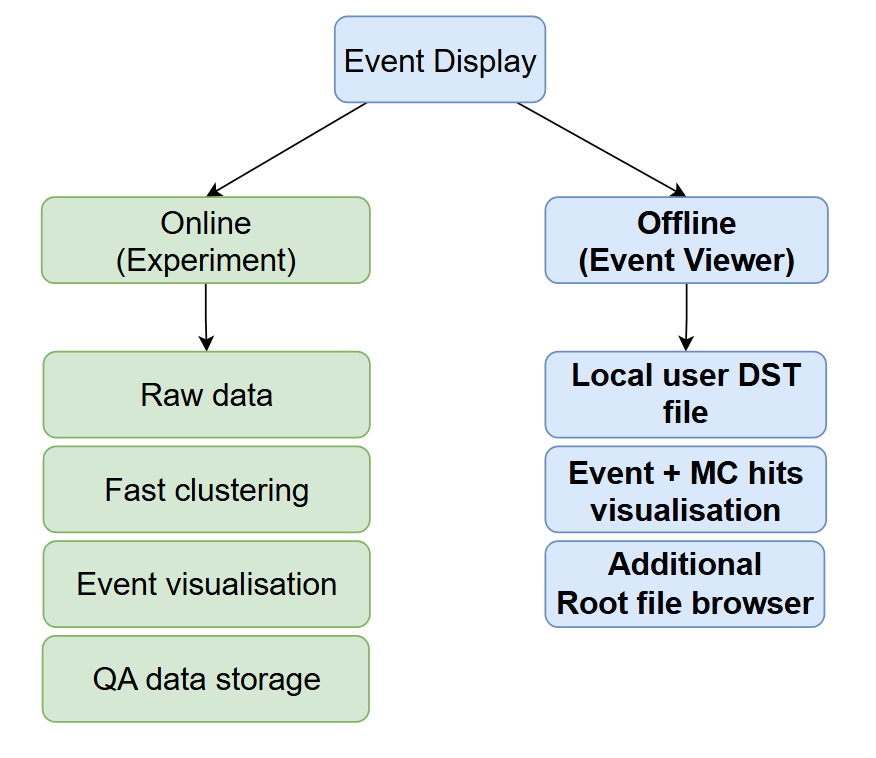 Event Display
Online
(Experiment)
Offline
(Event Viewer)
Raw data
Fast clustering
Event visualisation
QA data storage
Local user DST
file
Event + MC hits
visualisation
Additional
Root file browser